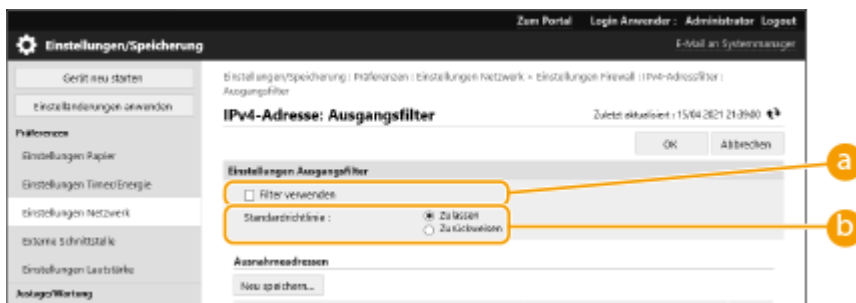 Zum Portal Login Anwender : Administrator Logout
Einstellungen/Speicherung
E-Mail an Systemmanager
Gerät neu starten
Einstelländerungen anwenden
Präferenzen
Einstellungen Papier
Einstellungen Timer/Energie
Einstellungen Netzwerk
Externe Schnittstelle
Einstellungen Lautstärke
Justage/Wartung
Einstellungen/Speicherung : Präferenzen : Einstellungen Netzwerk > Einstellungen Firewall : IPv4-Adressfilter :
Ausgangsfilter
IPv4-Adresse: Ausgangsfilter
Zuletzt aktualisiert : 15/04 2021 21:39:00
OK Abbrechen
Einstellungen Ausgangsfilter
Filter verwenden
a
Standardrichtlinie : Zulassen
Zurückweisen
b
Ausnahmeadressen
Neu speichern...